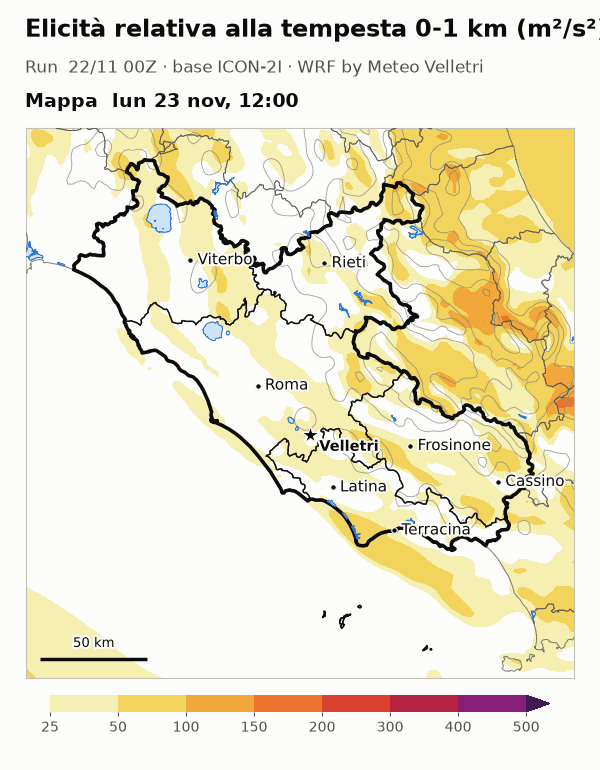 Elicità relativa alla tempesta 0-1 km (m²/s²)
Run 22/11 00Z · base ICON-2I · WRF by Meteo Velletri
Mappa lun 23 nov, 12:00
Viterbo
Rieti
Roma
Velletri
Frosinone
Cassino
Latina
Terracina
50 km
25 50 100 150 200 300 400 500